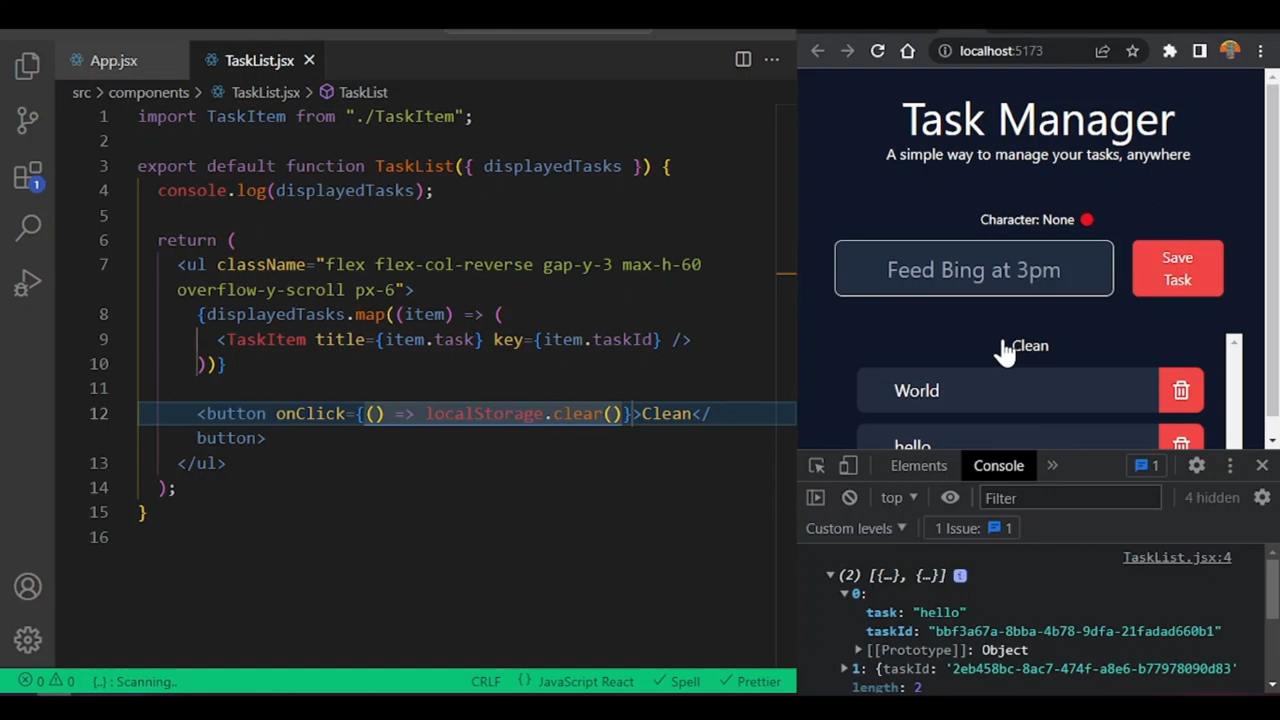 App.jsx
TaskList.jsx
src > components > TaskList.jsx > TaskList
1 import TaskItem from "./TaskItem";
2
3 export default function TaskList({ displayedTasks }) {
4 console.log(displayedTasks);
5
6 return (
7 <ul className="flex flex-col-reverse gap-y-3 max-h-60
overflow-y-scroll px-6">
8 {displayedTasks.map((item) => (
9 <TaskItem title={item.task} key={item.taskId} />
10 ))}
11
12 <button onClick={() => localStorage.clear()}>Clean</
button>
13 </ul>
14 );
15 }
16
1
0 0 {..} : Scanning..
CRLF
{} JavaScript React
Spell
Prettier
localhost:5173
Task Manager
A simple way to manage your tasks, anywhere
Character: None
Feed Bing at 3pm
Save
Task
Clean
World
hello
Elements
Console
1
top
Filter
4 hidden
Custom levels
1 Issue: 1
TaskList.jsx:4
(2) [{…}, {…}] i
0:
task: "hello"
taskId: "bbf3a67a-8bba-4b78-9dfa-21fadad660b1"
[[Prototype]]: Object
1: {taskId: '2eb458bc-8ac7-474f-a8e6-b77978090d83'
length: 2